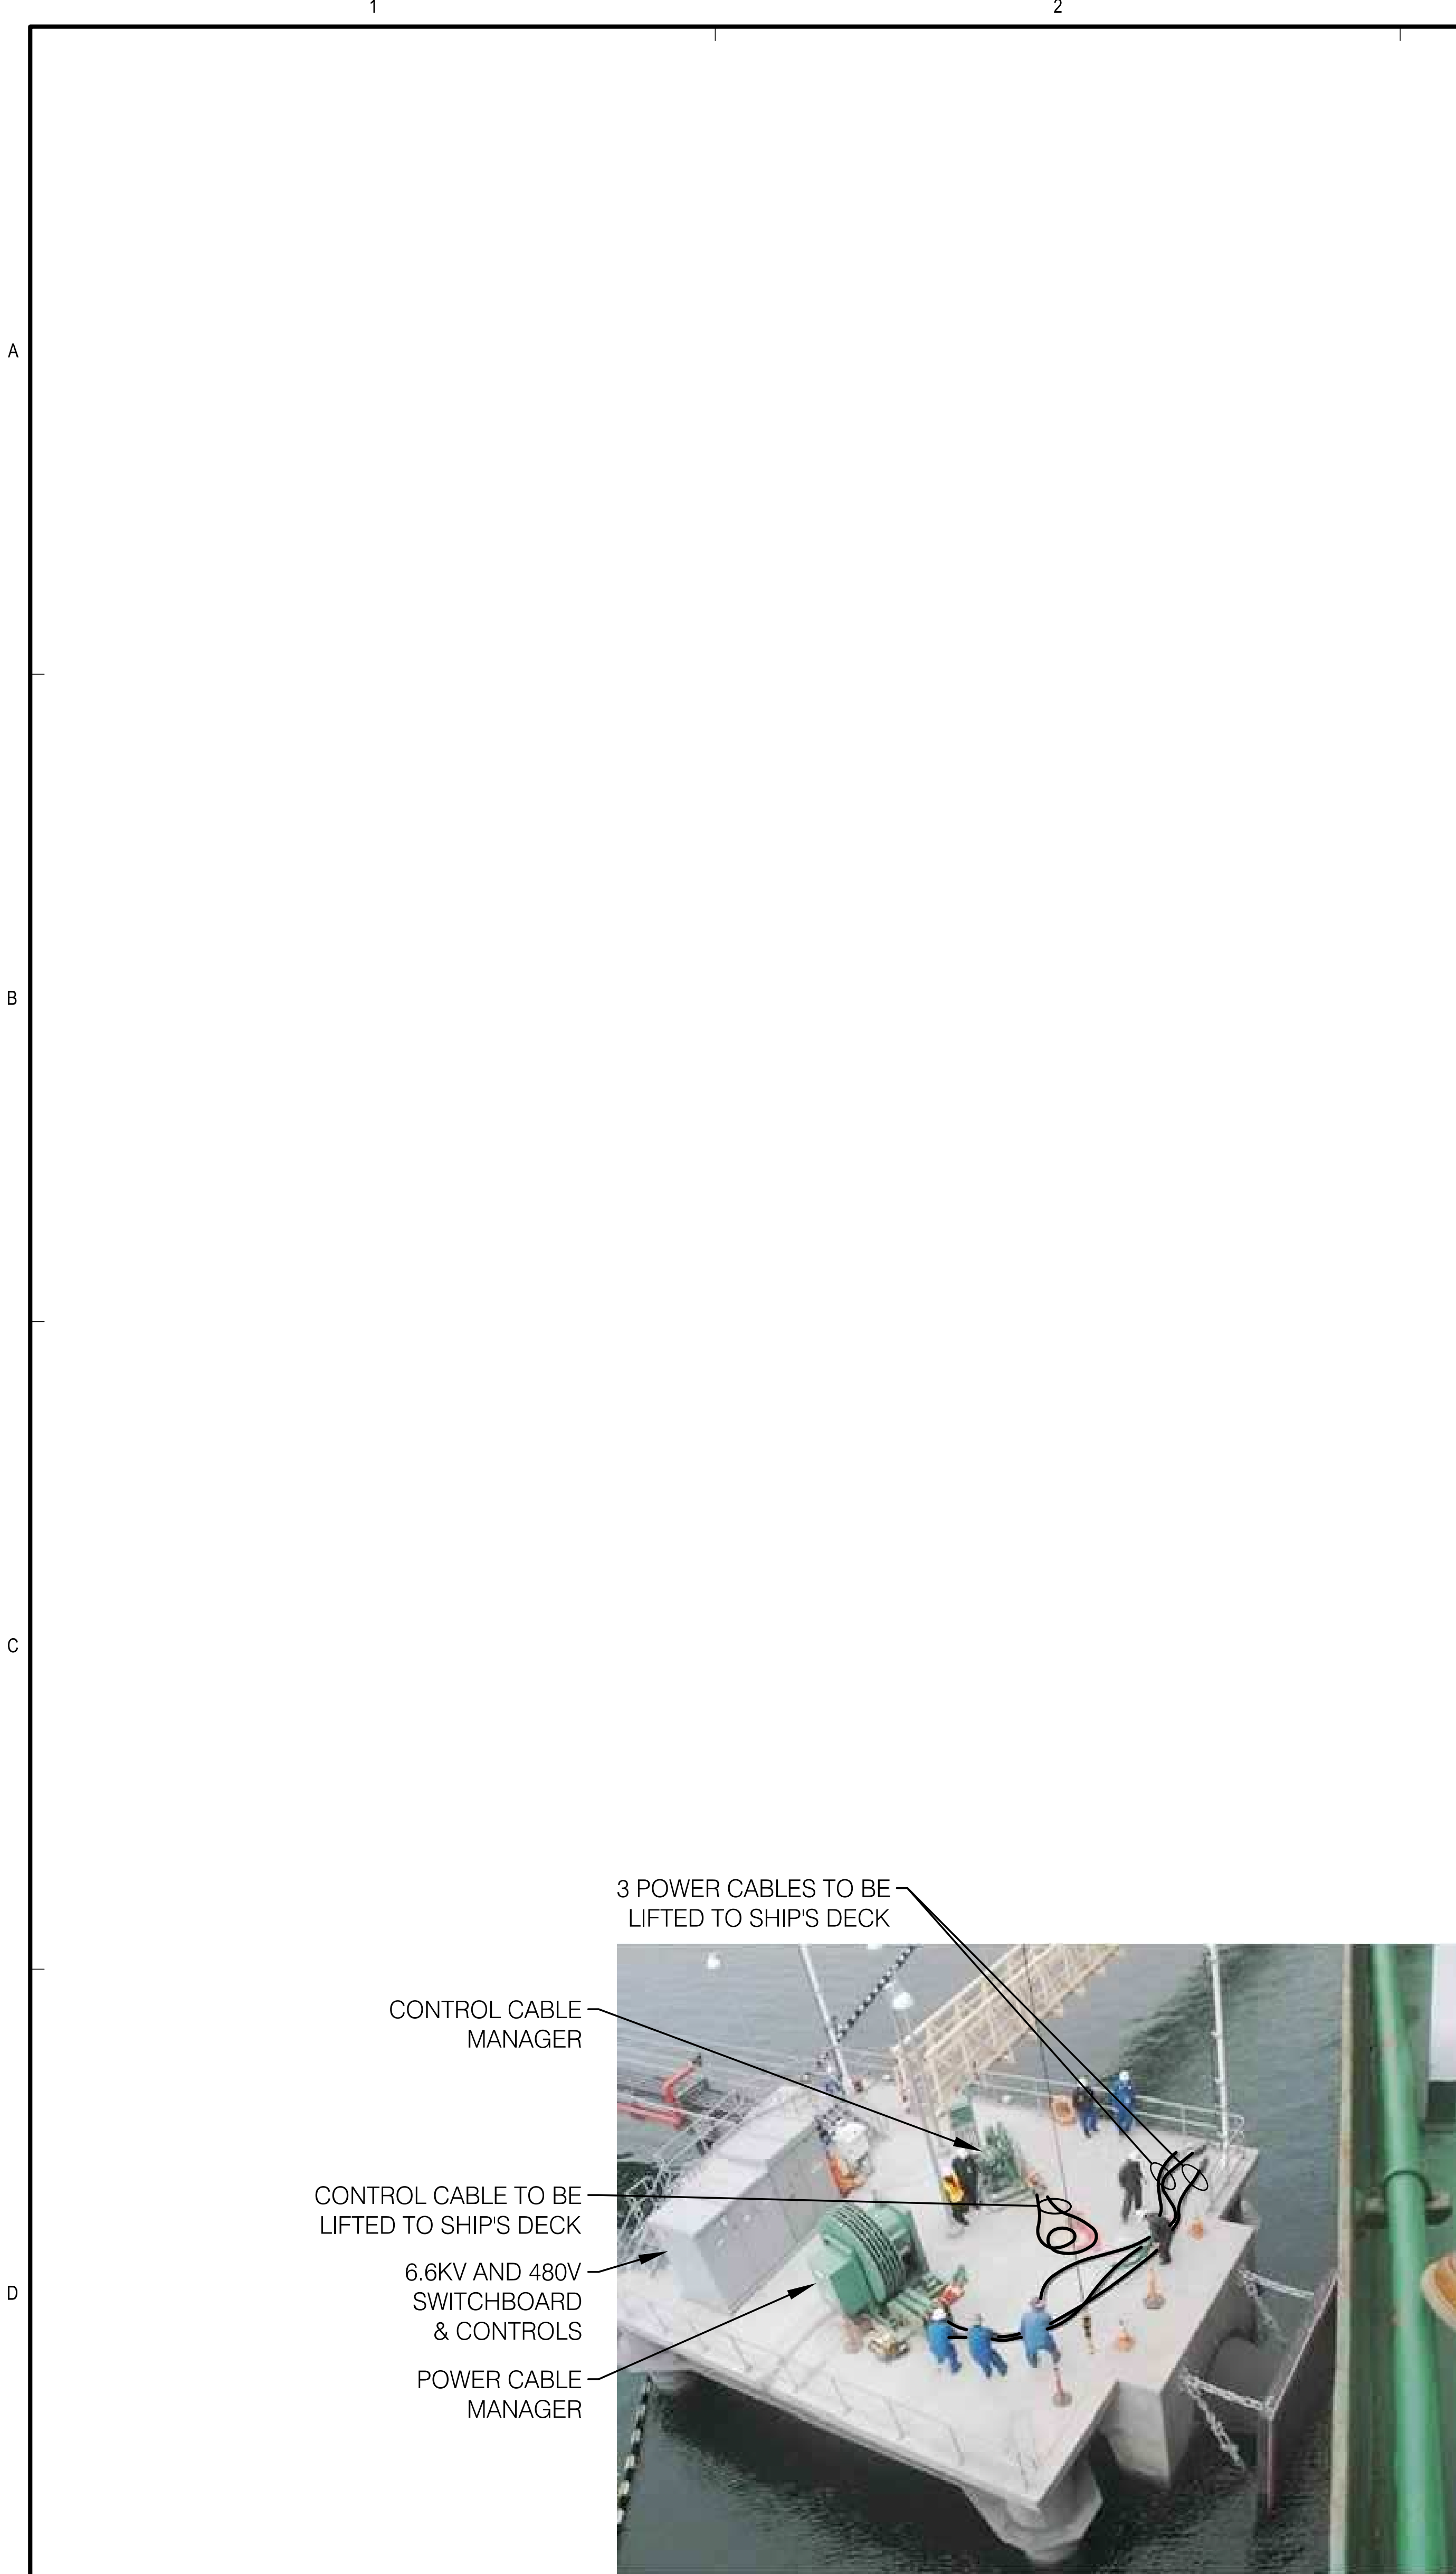 1
2
A
B
C
3 POWER CABLES TO BE
LIFTED TO SHIP'S DECK
CONTROL CABLE
MANAGER
CONTROL CABLE TO BE
LIFTED TO SHIP'S DECK
6.6KV AND 480V
SWITCHBOARD
& CONTROLS
D
POWER CABLE
MANAGER